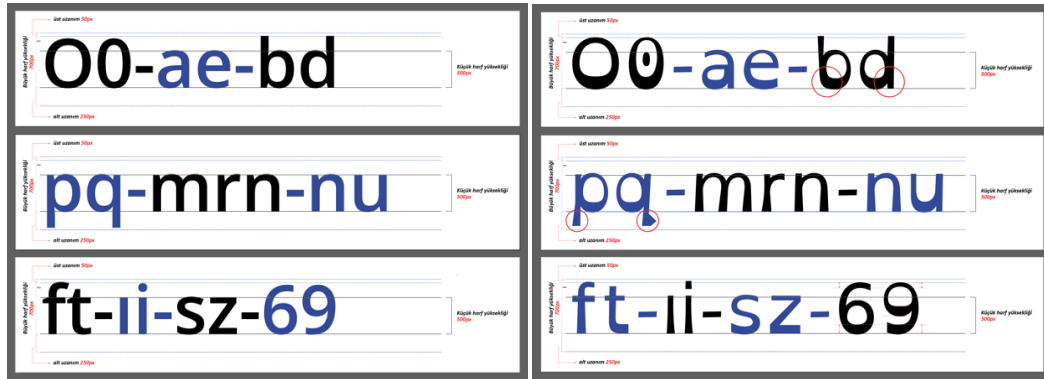 üst uzanım 50px
Büyük harf yüksekliği
700px
O0-ae-bd
Küçük harf yüksekliği
500px
alt uzanım 250px
üst uzanım 50px
Büyük harf yüksekliği
700px
pq-mrn-nu
Küçük harf yüksekliği
500px
alt uzanım 250px
üst uzanım 50px
Büyük harf yüksekliği
700px
ft-ıi-sz-69
Küçük harf yüksekliği
500px
alt uzanım 250px
üst uzanım 50px
Büyük harf yüksekliği
700px
O0-ae-bd
Küçük harf yüksekliği
500px
alt uzanım 250px
üst uzanım 50px
Büyük harf yüksekliği
700px
pq-mrn-nu
Küçük harf yüksekliği
500px
alt uzanım 250px
üst uzanım 50px
Büyük harf yüksekliği
700px
ft-ıi-sz-69
Küçük harf yüksekliği
500px
alt uzanım 250px